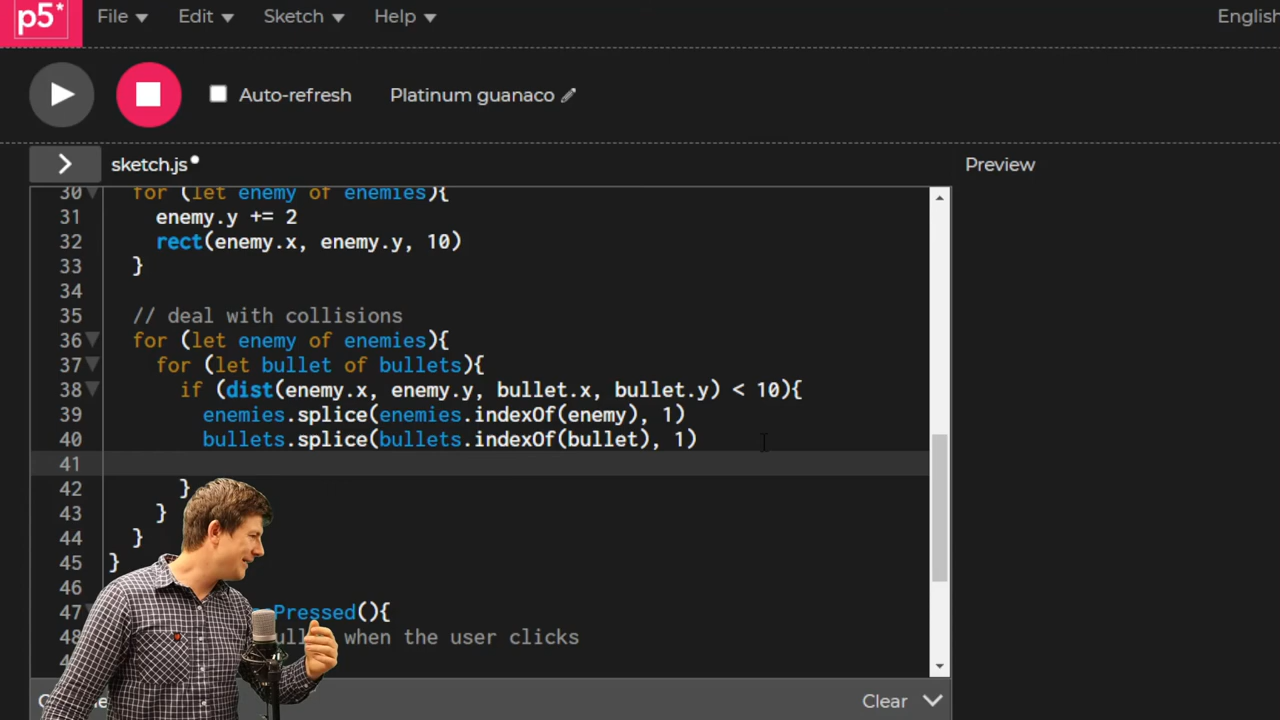 p5*
File Edit Sketch Help English
Auto-refresh Platinum guanaco
sketch.js Preview
30 for (let enemy of enemies){
31 enemy.y += 2
32 rect(enemy.x, enemy.y, 10)
33 }
34
35 // deal with collisions
36 for (let enemy of enemies){
37 for (let bullet of bullets){
38 if (dist(enemy.x, enemy.y, bullet.x, bullet.y) < 10){
39 enemies.splice(enemies.indexOf(enemy), 1)
40 bullets.splice(bullets.indexOf(bullet), 1)
41
42 }
43 }
44 }
45 }
46
47 Pressed(){
48 when the user clicks
Clear